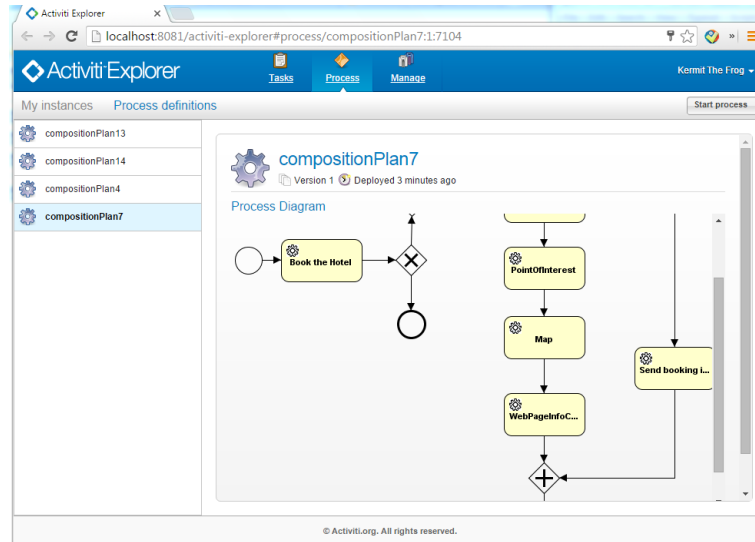 Activiti Explorer
localhost:8081/activiti-explorer#process/compositionPlan7:1:7104
Activiti Explorer
Tasks
Process
Manage
Kermit The Frog
My instances
Process definitions
Start process
compositionPlan13
compositionPlan14
compositionPlan4
compositionPlan7
compositionPlan7
Version 1 Deployed 3 minutes ago
Process Diagram
Book the Hotel
PointOfInterest
Map
Send booking i...
WebPageInfoC...
© Activiti.org. All rights reserved.